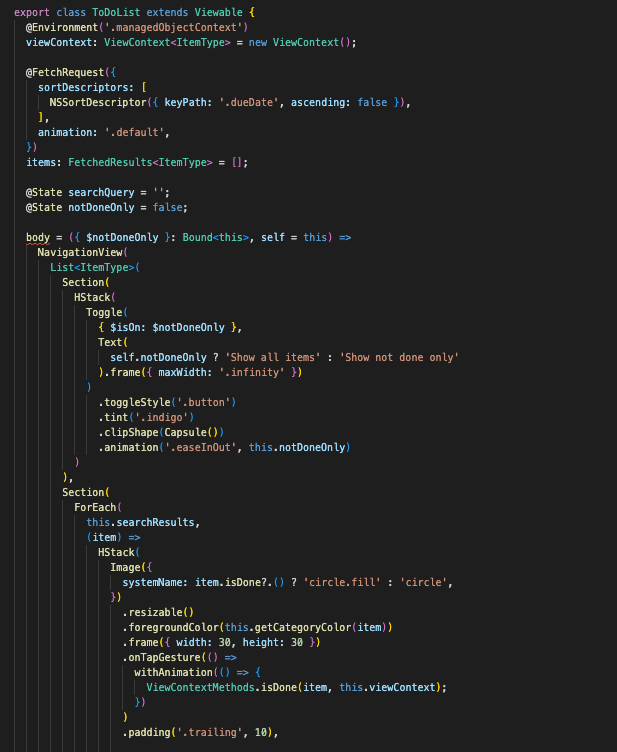 export class ToDoList extends Viewable {
@Environment('.managedObjectContext')
viewContext: ViewContext<ItemType> = new ViewContext();
@FetchRequest({
sortDescriptors: [
NSSortDescriptor({ keyPath: '.dueDate', ascending: false }),
],
animation: '.default',
})
items: FetchedResults<ItemType> = [];
@State searchQuery = '';
@State notDoneOnly = false;
body = ({ $notDoneOnly }: Bound<this>, self = this) =>
NavigationView(
List<ItemType>(
Section(
HStack(
Toggle(
{ $isOn: $notDoneOnly },
Text(
self.notDoneOnly ? 'Show all items' : 'Show not done only'
).frame({ maxWidth: '.infinity' })
)
.toggleStyle('.button')
.tint('.indigo')
.clipShape(Capsule())
.animation('.easeInOut', this.notDoneOnly)
)
),
Section(
ForEach(
this.searchResults,
(item) =>
HStack(
Image({
systemName: item.isDone?.() ? 'circle.fill' : 'circle',
})
.resizable()
.foregroundColor(this.getCategoryColor(item))
.frame({ width: 30, height: 30 })
.onTapGesture(() =>
withAnimation(() => {
ViewContextMethods.isDone(item, this.viewContext);
})
)
.padding('.trailing', 10),